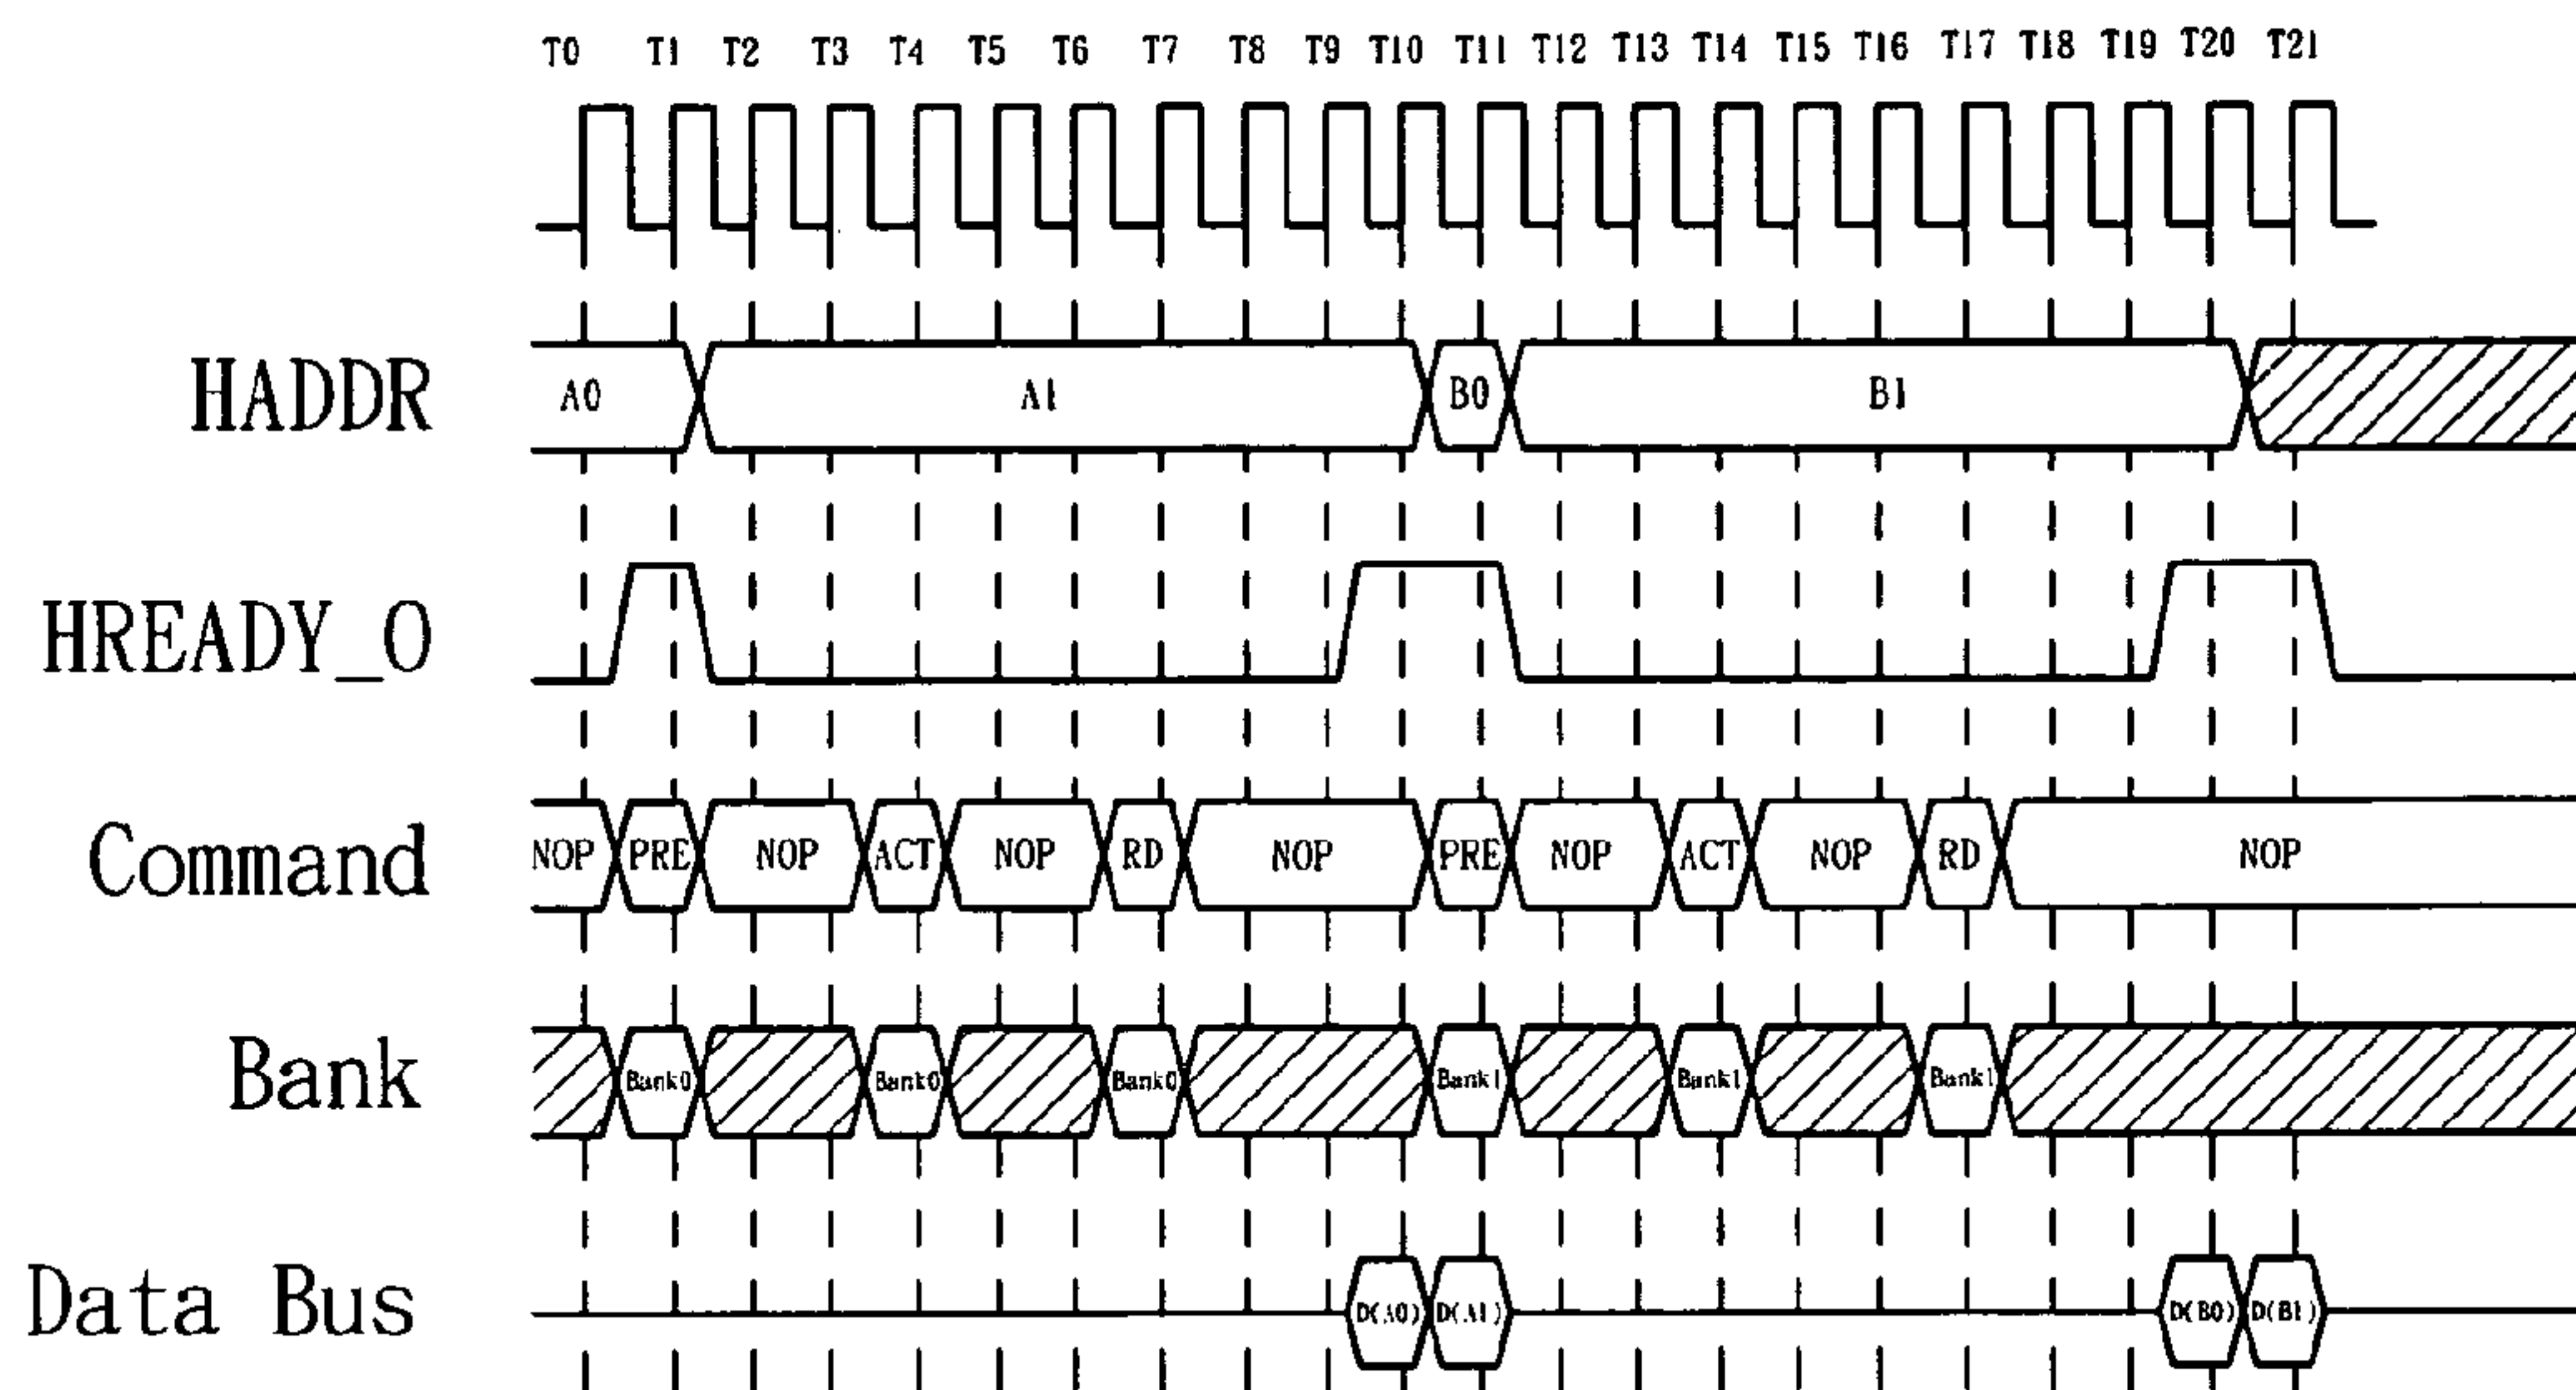 T0 T1 T2 T3 T4 T5 T6 T7 T8 T9 T10 T11 T12 T13 T14 T15 T16 T17 T18 T19 T20 T21
HADDR A0 A1 B0 B1
HREADY_O
Command NOP PRE NOP ACT NOP RD NOP PRE NOP ACT NOP RD NOP
Bank Bank0 Bank0 Bank0 Bank1 Bank1 Bank1
Data Bus D(A0) D(A1) D(B0) D(B1)